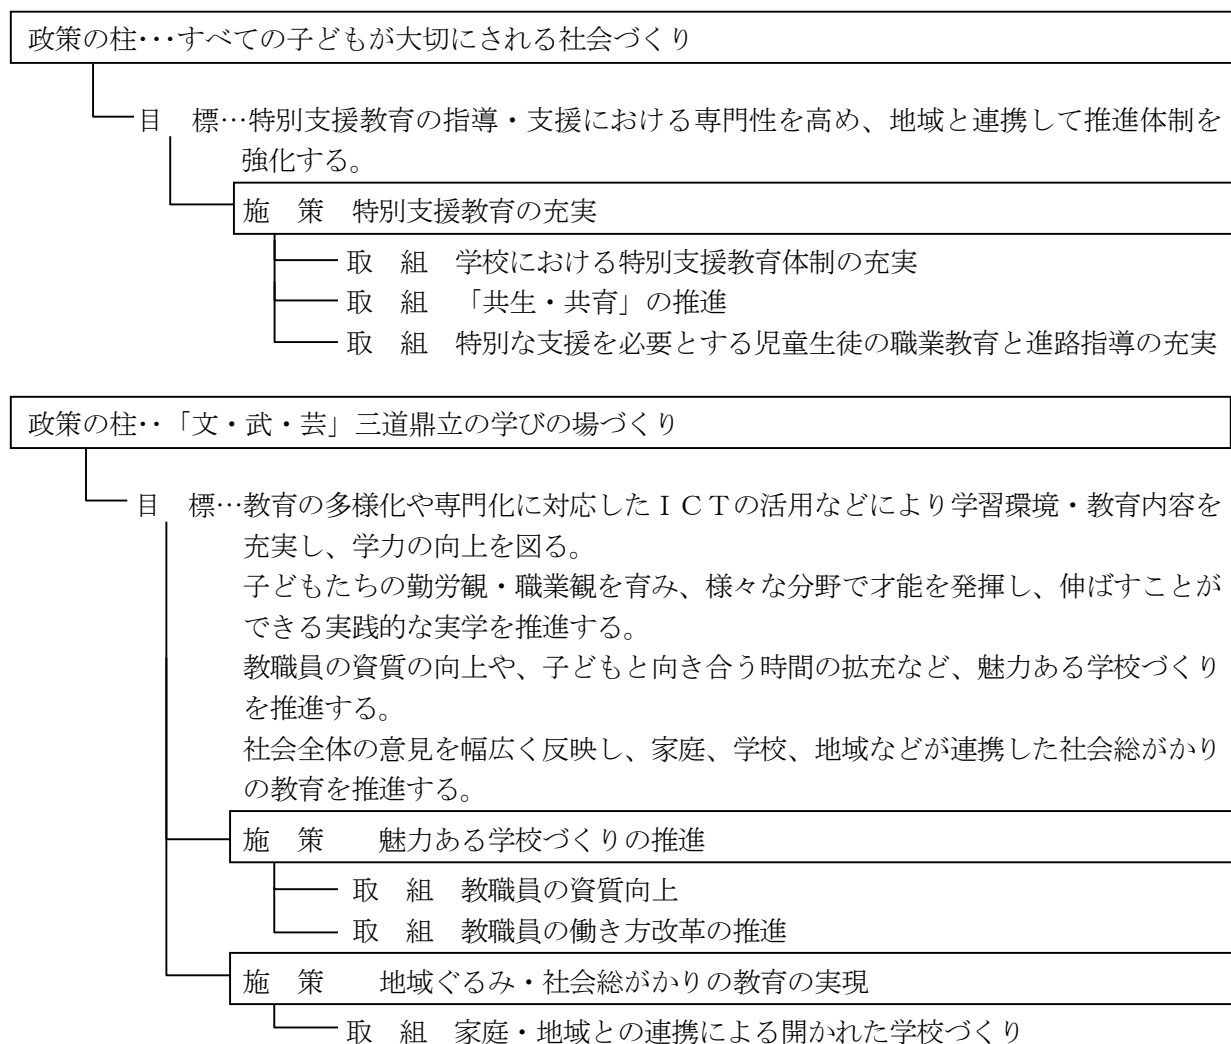 政策の柱･･･すべての子どもが大切にされる社会づくり
目　標…特別支援教育の指導・支援における専門性を高め、地域と連携して推進体制を
強化する。
施　策　特別支援教育の充実
取　組　学校における特別支援教育体制の充実
取　組　「共生・共育」の推進
取　組　特別な支援を必要とする児童生徒の職業教育と進路指導の充実
政策の柱･･「文・武・芸」三道鼎立の学びの場づくり
目　標…教育の多様化や専門化に対応したＩＣＴの活用などにより学習環境・教育内容を
充実し、学力の向上を図る。
子どもたちの勤労観・職業観を育み、様々な分野で才能を発揮し、伸ばすことが
できる実践的な実学を推進する。
教職員の資質の向上や、子どもと向き合う時間の拡充など、魅力ある学校づくり
を推進する。
社会全体の意見を幅広く反映し、家庭、学校、地域などが連携した社会総がかり
の教育を推進する。
施　策　　魅力ある学校づくりの推進
取　組　教職員の資質向上
取　組　教職員の働き方改革の推進
施　策　　地域ぐるみ・社会総がかりの教育の実現
取　組　家庭・地域との連携による開かれた学校づくり